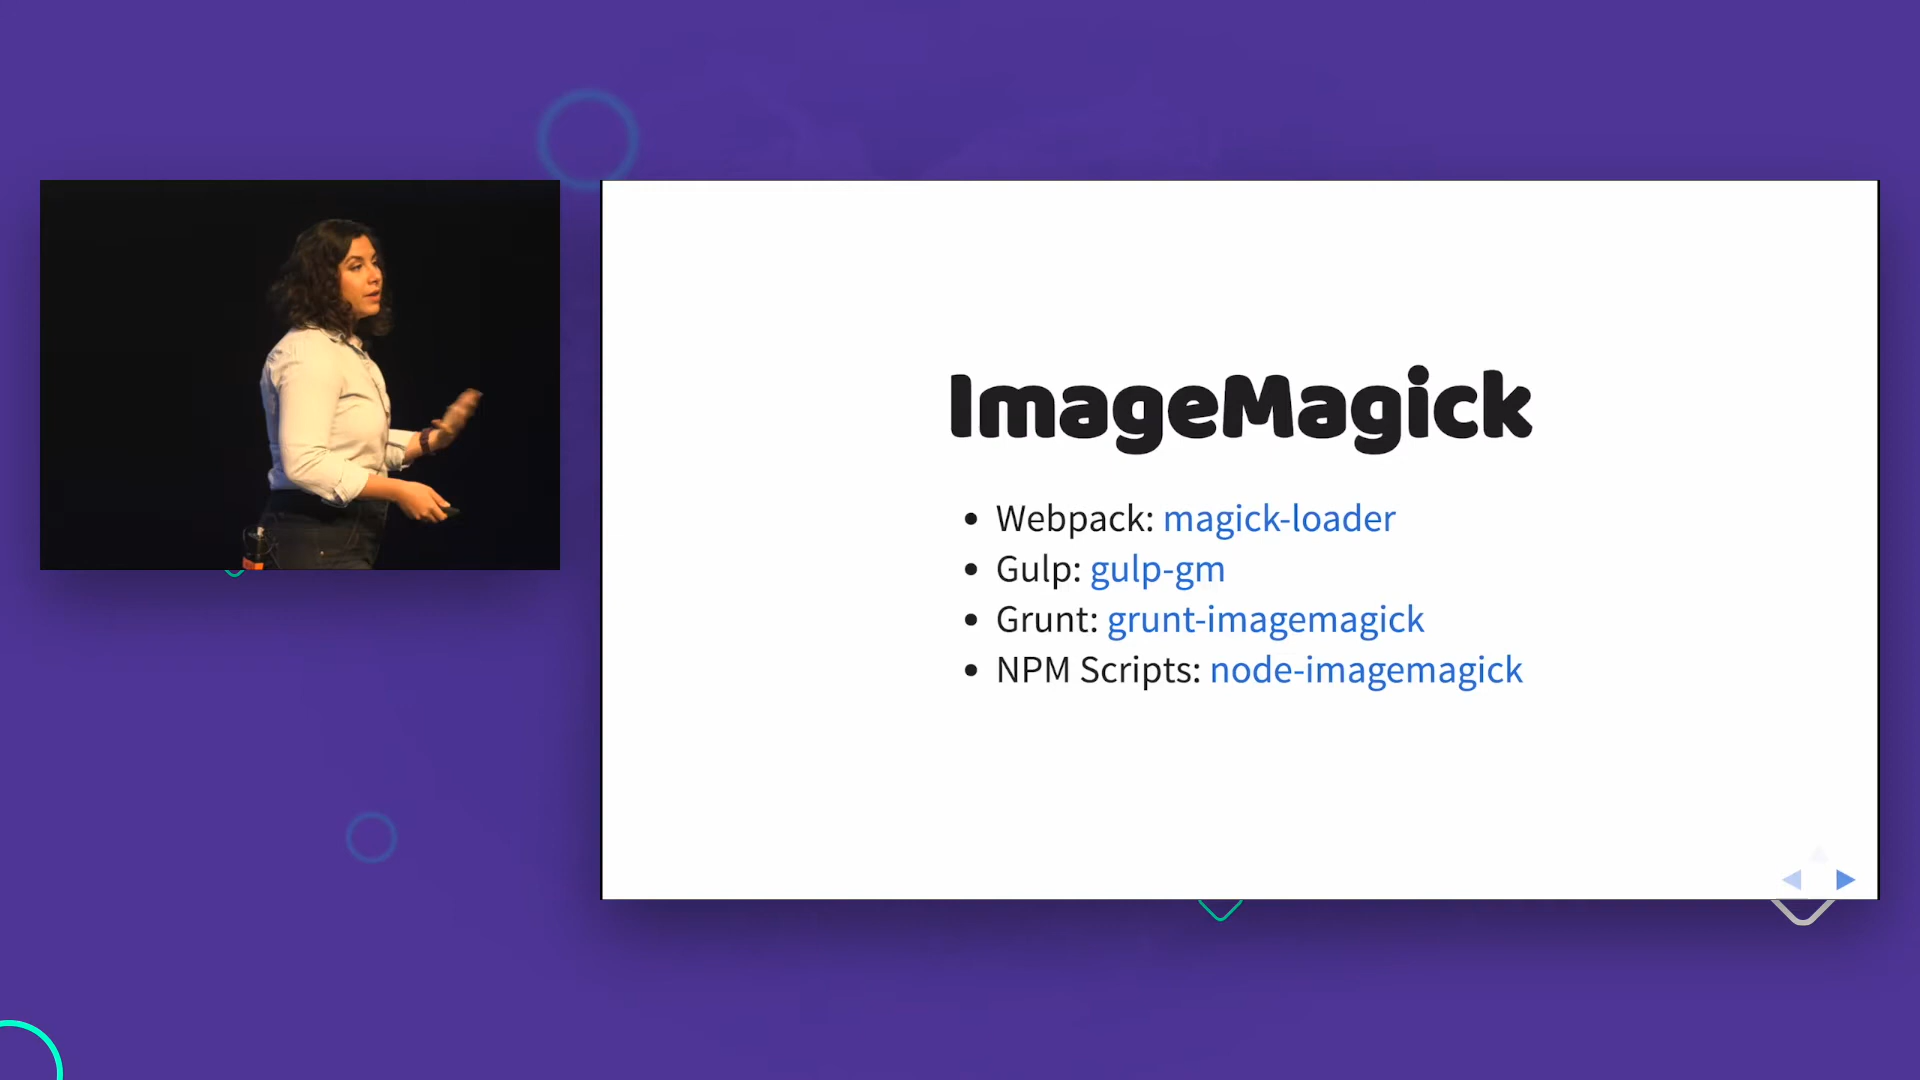 ImageMagick
• Webpack: magick-loader
• Gulp: gulp-gm
• Grunt: grunt-imagemagick
• NPM Scripts: node-imagemagick